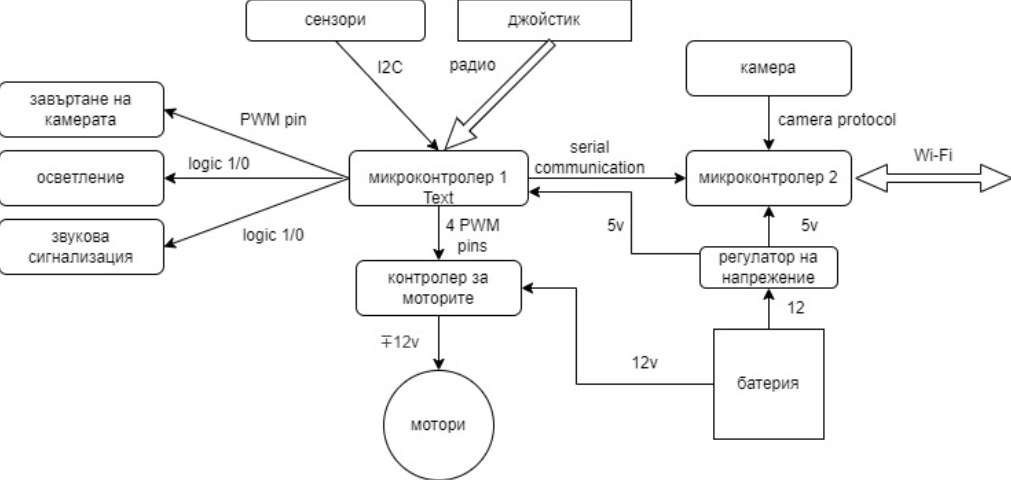 сензори
джойстик
I2C
радио
камера
завъртане на
камерата
PWM pin
camera protocol
serial
communication
Wi-Fi
logic 1/0
осветление
микроконтролер 1
Text
микроконтролер 2
звукова
сигнализация
logic 1/0
4 PWM
pins
5v
5v
контролер за
моторите
регулатор на
напрежение
12
∓12v
12v
батерия
мотори